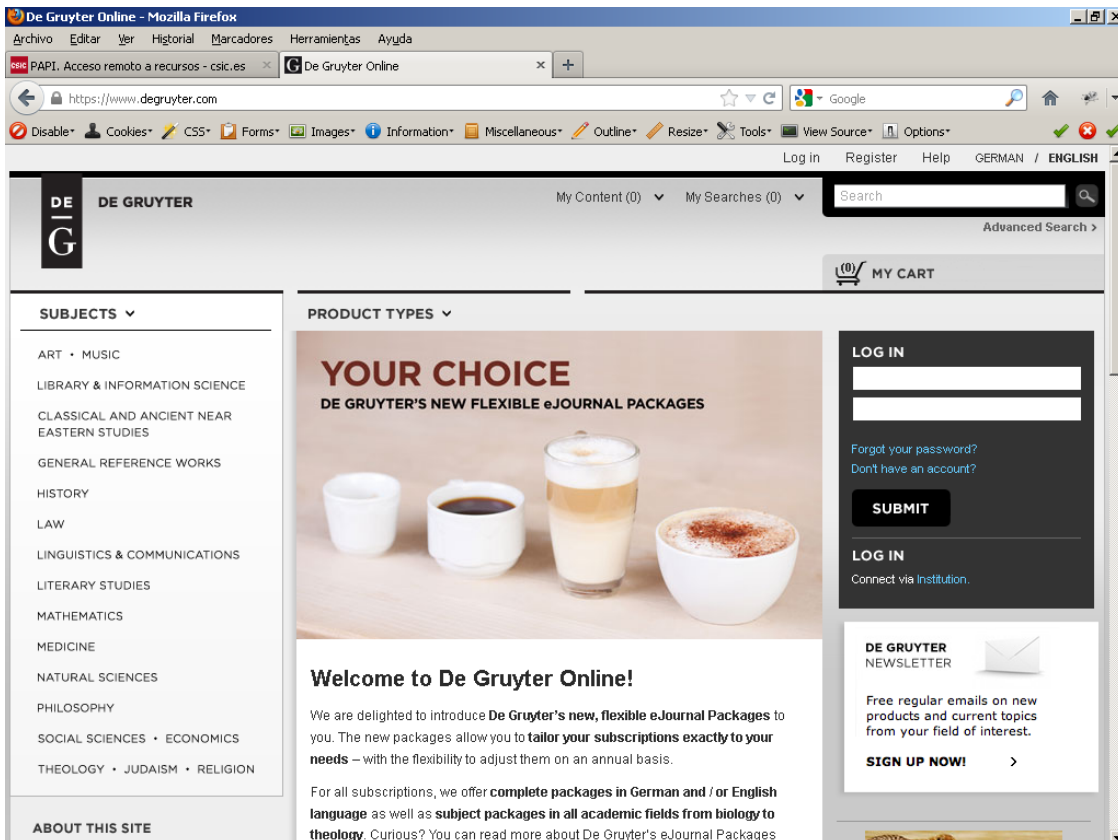 De Gruyter Online - Mozilla Firefox
Archivo Editar Ver Historial Marcadores Herramientas Ayuda
csic PAPI. Acceso remoto a recursos - csic.es
G De Gruyter Online
https://www.degruyter.com
Google
Disable Cookies CSS Forms Images Information Miscellaneous Outline Resize Tools View Source Options
Log in Register Help GERMAN / ENGLISH
DE G
DE GRUYTER
My Content (0) My Searches (0)
Search
Advanced Search >
(0) MY CART
SUBJECTS
ART • MUSIC
LIBRARY & INFORMATION SCIENCE
CLASSICAL AND ANCIENT NEAR
EASTERN STUDIES
GENERAL REFERENCE WORKS
HISTORY
LAW
LINGUISTICS & COMMUNICATIONS
LITERARY STUDIES
MATHEMATICS
MEDICINE
NATURAL SCIENCES
PHILOSOPHY
SOCIAL SCIENCES • ECONOMICS
THEOLOGY • JUDAISM • RELIGION
ABOUT THIS SITE
PRODUCT TYPES
YOUR CHOICE
DE GRUYTER'S NEW FLEXIBLE eJOURNAL PACKAGES
Welcome to De Gruyter Online!
We are delighted to introduce De Gruyter's new, flexible eJournal Packages to
you. The new packages allow you to tailor your subscriptions exactly to your
needs – with the flexibility to adjust them on an annual basis.
For all subscriptions, we offer complete packages in German and / or English
language as well as subject packages in all academic fields from biology to
theology. Curious? You can read more about De Gruyter's eJournal Packages
LOG IN
Forgot your password?
Don't have an account?
SUBMIT
LOG IN
Connect via Institution.
DE GRUYTER
NEWSLETTER
Free regular emails on new
products and current topics
from your field of interest.
SIGN UP NOW! >